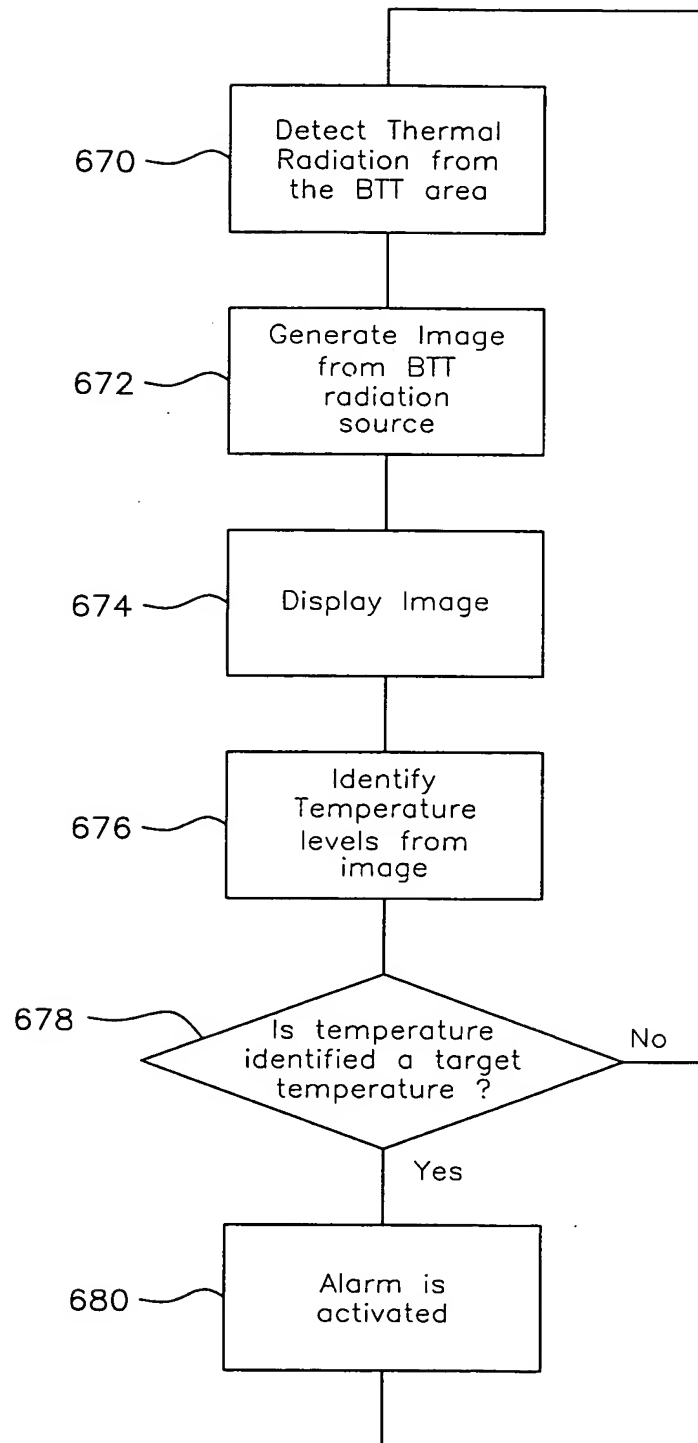 670
Detect Thermal
Radiation from
the BTT area
672
Generate Image
from BTT
radiation
source
674
Display Image
676
Identify
Temperature
levels from
image
678
Is temperature
identified a target
temperature ?
No
Yes
680
Alarm is
activated